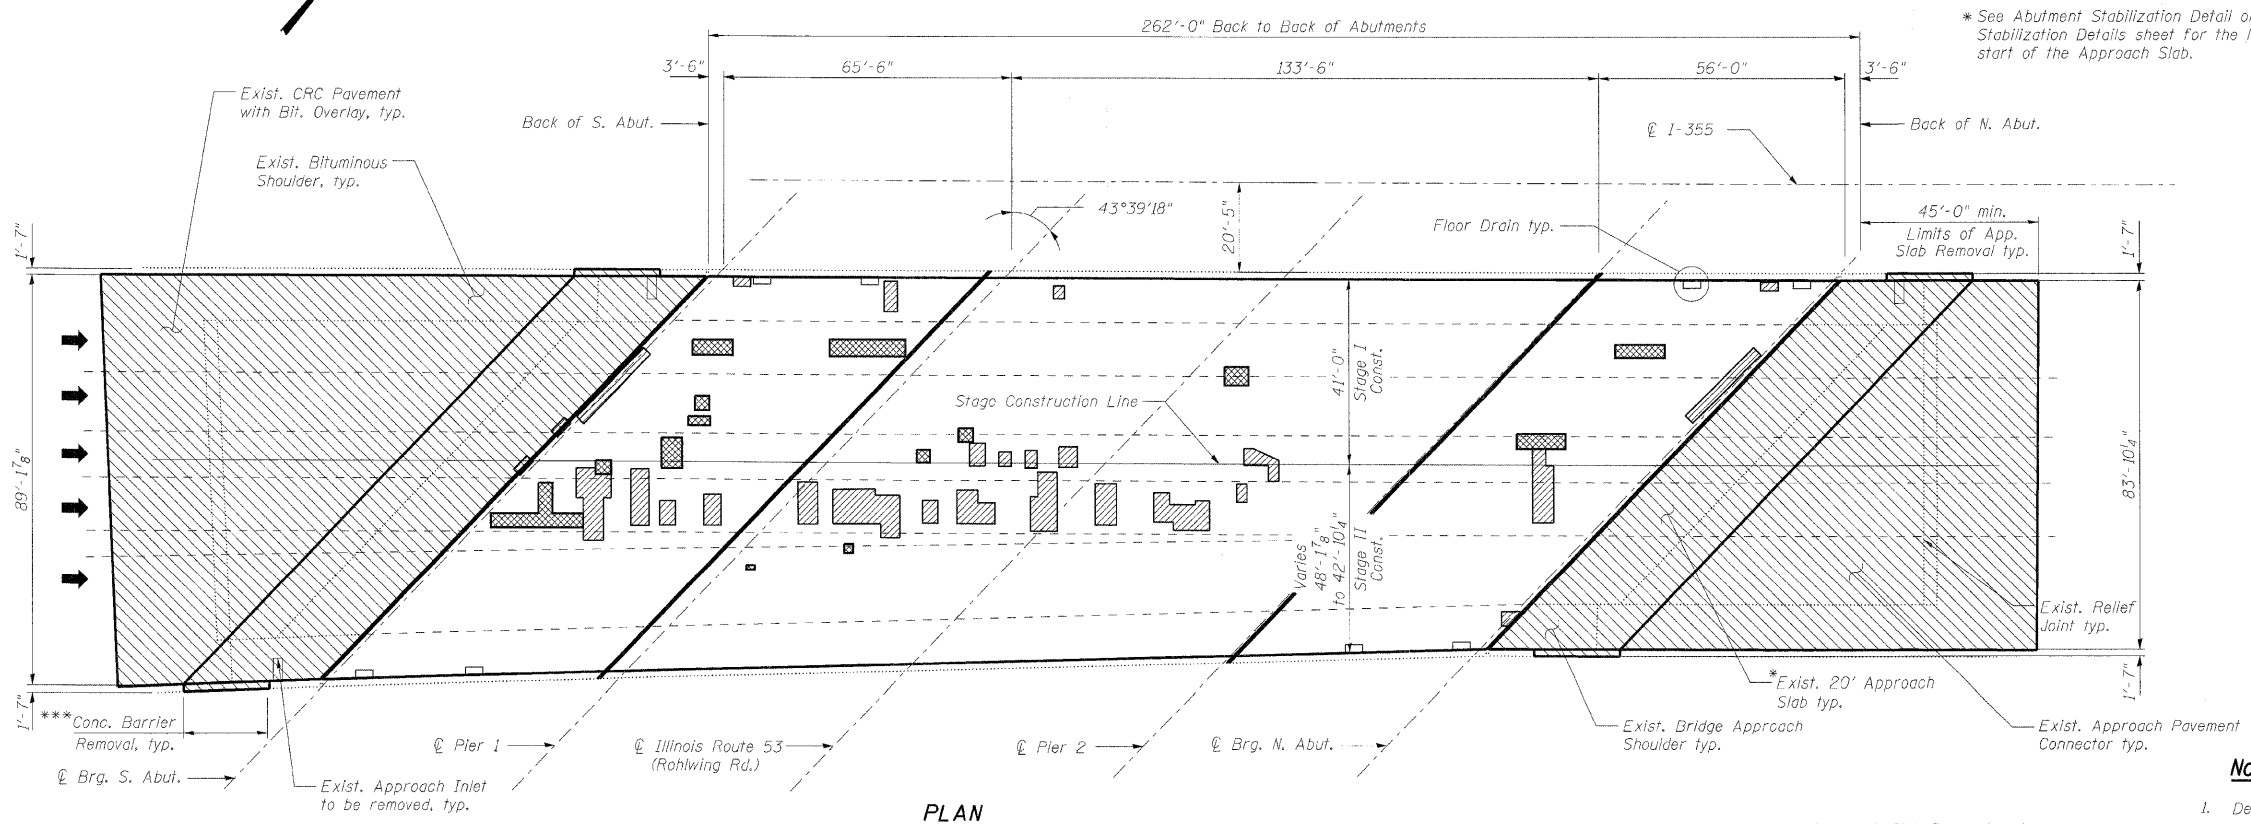 262'-0" Back to Back of Abutments
* See Abutment Stabilization Detail
Stabilization Details sheet for the
start of the Approach Slab.
3'-6"
65'-6"
133'-6"
56'-0"
3'-6"
Exist. CRC Pavement
with Bit. Overlay, typ.
Back of S. Abut.
℄ I-355
Back of N. Abut.
Exist. Bituminous
Shoulder, typ.
43°39'18"
20'-5"
Floor Drain typ.
45'-0" min.
Limits of App.
Slab Removal typ.
1'-7"
1'-7"
41'-0"
Stage I
Const.
Stage Construction Line
89'-1⅞"
83'-10¼"
Varies
48'-1⅞"
to 42'-10¼"
Stage II
Const.
Exist. Relief
Joint typ.
1'-7"
1'-7"
*Exist. 20' Approach
Slab typ.
***Conc. Barrier
Removal, typ.
Exist. Bridge Approach
Shoulder typ.
Exist. Approach Pavement
Connector typ.
℄ Pier 1
℄ Illinois Route 53
(Rohlwing Rd.)
℄ Pier 2
℄ Brg. N. Abut.
℄ Brg. S. Abut.
Exist. Approach Inlet
to be removed, typ.
PLAN
No
1. De